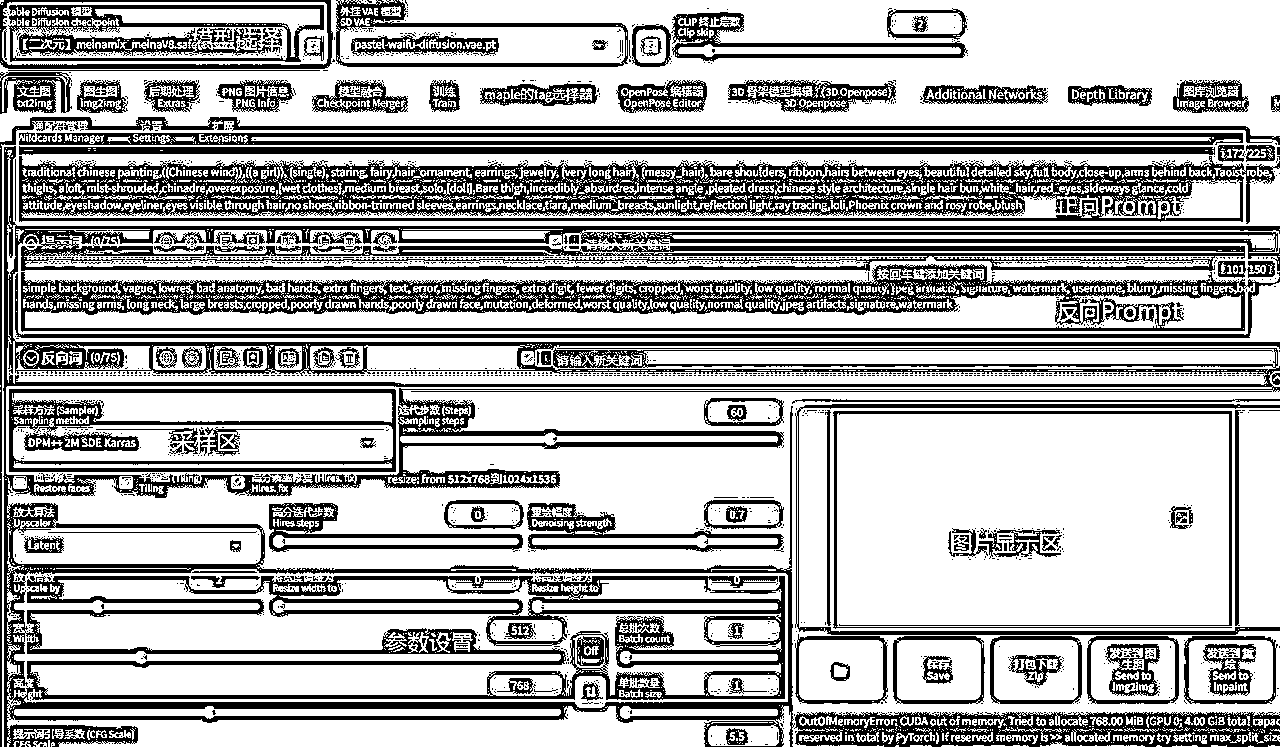 Stable Diffusion 模型
Stable Diffusion checkpoint
【二次元】meinamix_meinaV8.safe
模型选择
外挂 VAE 模型
SD VAE
pastel-waifu-diffusion.vae.pt
CLIP 终止层数
Clip skip
2
文生图
txt2img
图生图
img2img
后期处理
Extras
PNG 图片信息
PNG Info
模型融合
Checkpoint Merger
训练
Train
maple的tag选择器
OpenPose 编辑器
OpenPose Editor
3D 骨架模型编辑 (3D Openpose)
3D Openpose
Additional Networks
Depth Library
图库浏览器
Image Browser
通配符管理
Wildcards Manager
设置
Settings
扩展
Extensions
172/225
traditional chinese painting,((Chinese wind)),((a girl)), (single), staring, fairy,hair_ornament, earrings, jewelry, (very long hair), (messy_hair), bare shoulders, ribbon,hairs between eyes, beautiful detailed sky,full body,close-up,arms behind back,Taoist robe,
thighs, aloft, mist-shrouded,chinadre,overexposure,(wet clothes),medium breast,solo,(doll),Bare thigh,incredibly_absurdres,intense angle ,pleated dress,chinese style architecture,single hair bun,white_hair,red_eyes,sideways glance,cold
attitude,eyeshadow,eyeliner,eyes visible through hair,no shoes,ribbon-trimmed sleeves,earrings,necklace,tiara,medium_breasts,sunlight,reflection light,ray tracing,loli,Phoenix crown and rosy robe,blush
正向Prompt
提示词 (0/75)
请输入新关键词
按回车键添加关键词
101/150
simple background, vague, lowres, bad anatomy, bad hands, extra fingers, text, error,missing fingers, extra digit, fewer digits, cropped, worst quality, low quality, normal quality, jpeg artifacts, signature, watermark, username, blurry,missing fingers,bad
hands,missing arms, long neck, large breasts,cropped,poorly drawn hands,poorly drawn face,mutation,deformed,worst quality,low quality,normal quality,jpeg artifacts,signature,watermark
反向Prompt
反向词 (0/75)
请输入新关键词
采样方法 (Sampler)
Sampling method
DPM++ 2M SDE Karras
采样区
迭代步数 (Steps)
Sampling steps
60
面部修复
Restore faces
平铺图 (Tiling)
Tiling
高分辨率修复 (Hires. fix)
Hires. fix
resize: from 512x768到1024x1536
放大算法
Upscaler
Latent
高分迭代步数
Hires steps
0
重绘幅度
Denoising strength
0.7
放大倍数
Upscale by
2
将宽度调整为
Resize width to
0
将高度调整为
Resize height to
0
宽度
Width
512
参数设置
Off
总批次数
Batch count
1
高度
Height
768
单批数量
Batch size
1
提示词引导系数 (CFG Scale)
CFG Scale
5.5
图片显示区
保存
Save
打包下载
Zip
发送到 图
生图
Send to
img2img
发送到 重
绘
Send to
inpaint
OutOfMemoryError: CUDA out of memory. Tried to allocate 768.00 MiB (GPU 0; 4.00 GiB total capac
reserved in total by PyTorch) If reserved memory is >> allocated memory try setting max_split_size